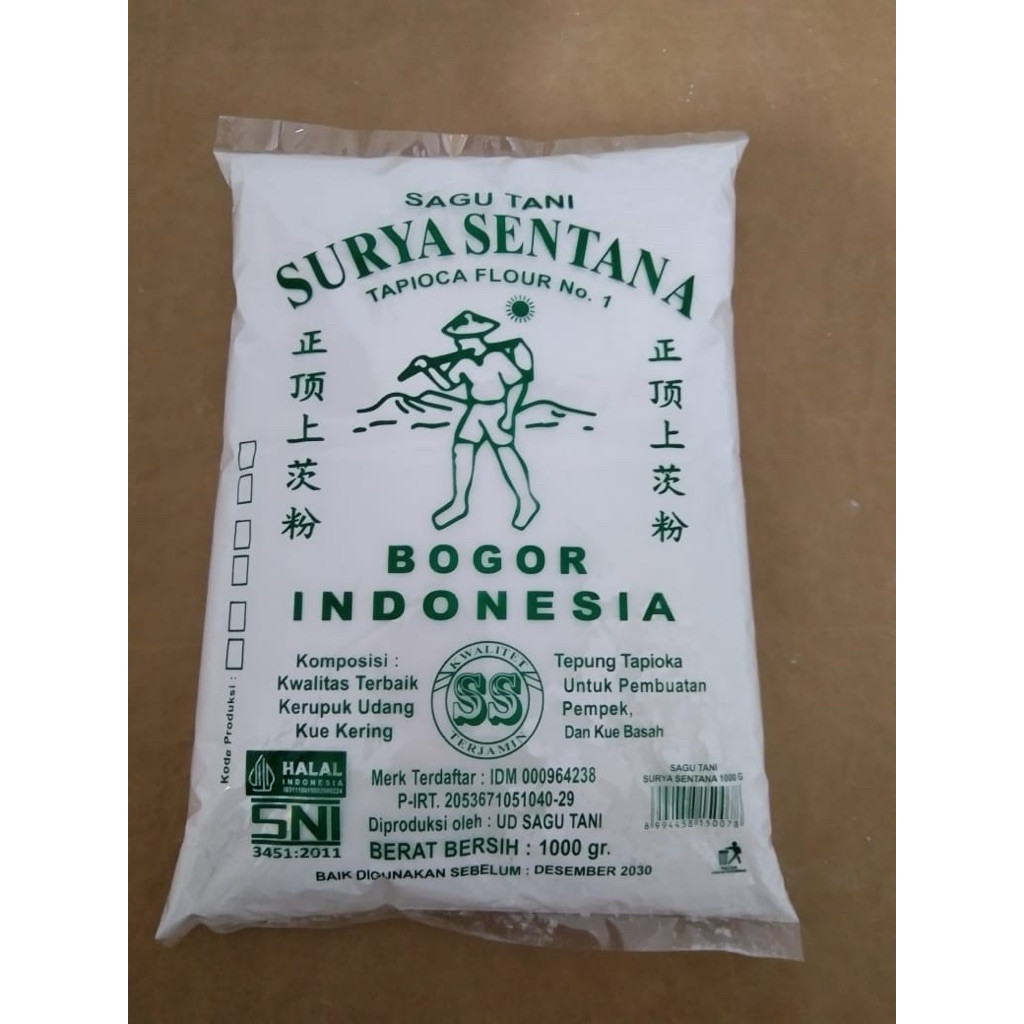 SAGU TANI
SURYA SENTANA
TAPIOCA FLOUR No. 1
正顶上茨粉
正顶上茨粉
BOGOR
INDONESIA
Komposisi : Tepung Tapioka
Kwalitas Terbaik Untuk Pembuatan
Kerupuk Udang Pempek,
Kue Kering Dan Kue Basah
KWALITET
SS
TERJAMIN
Kode Produksi :
HALAL
INDONESIA
SNI
3451:2011
Merk Terdaftar : IDM 000964238
P-IRT. 2053671051040-29
Diproduksi oleh : UD SAGU TANI
BERAT BERSIH : 1000 gr.
BAIK DIGUNAKAN SEBELUM : DESEMBER 2030
SAGU TANI
SURYA SENTANA 1000 G
8 994458 150078